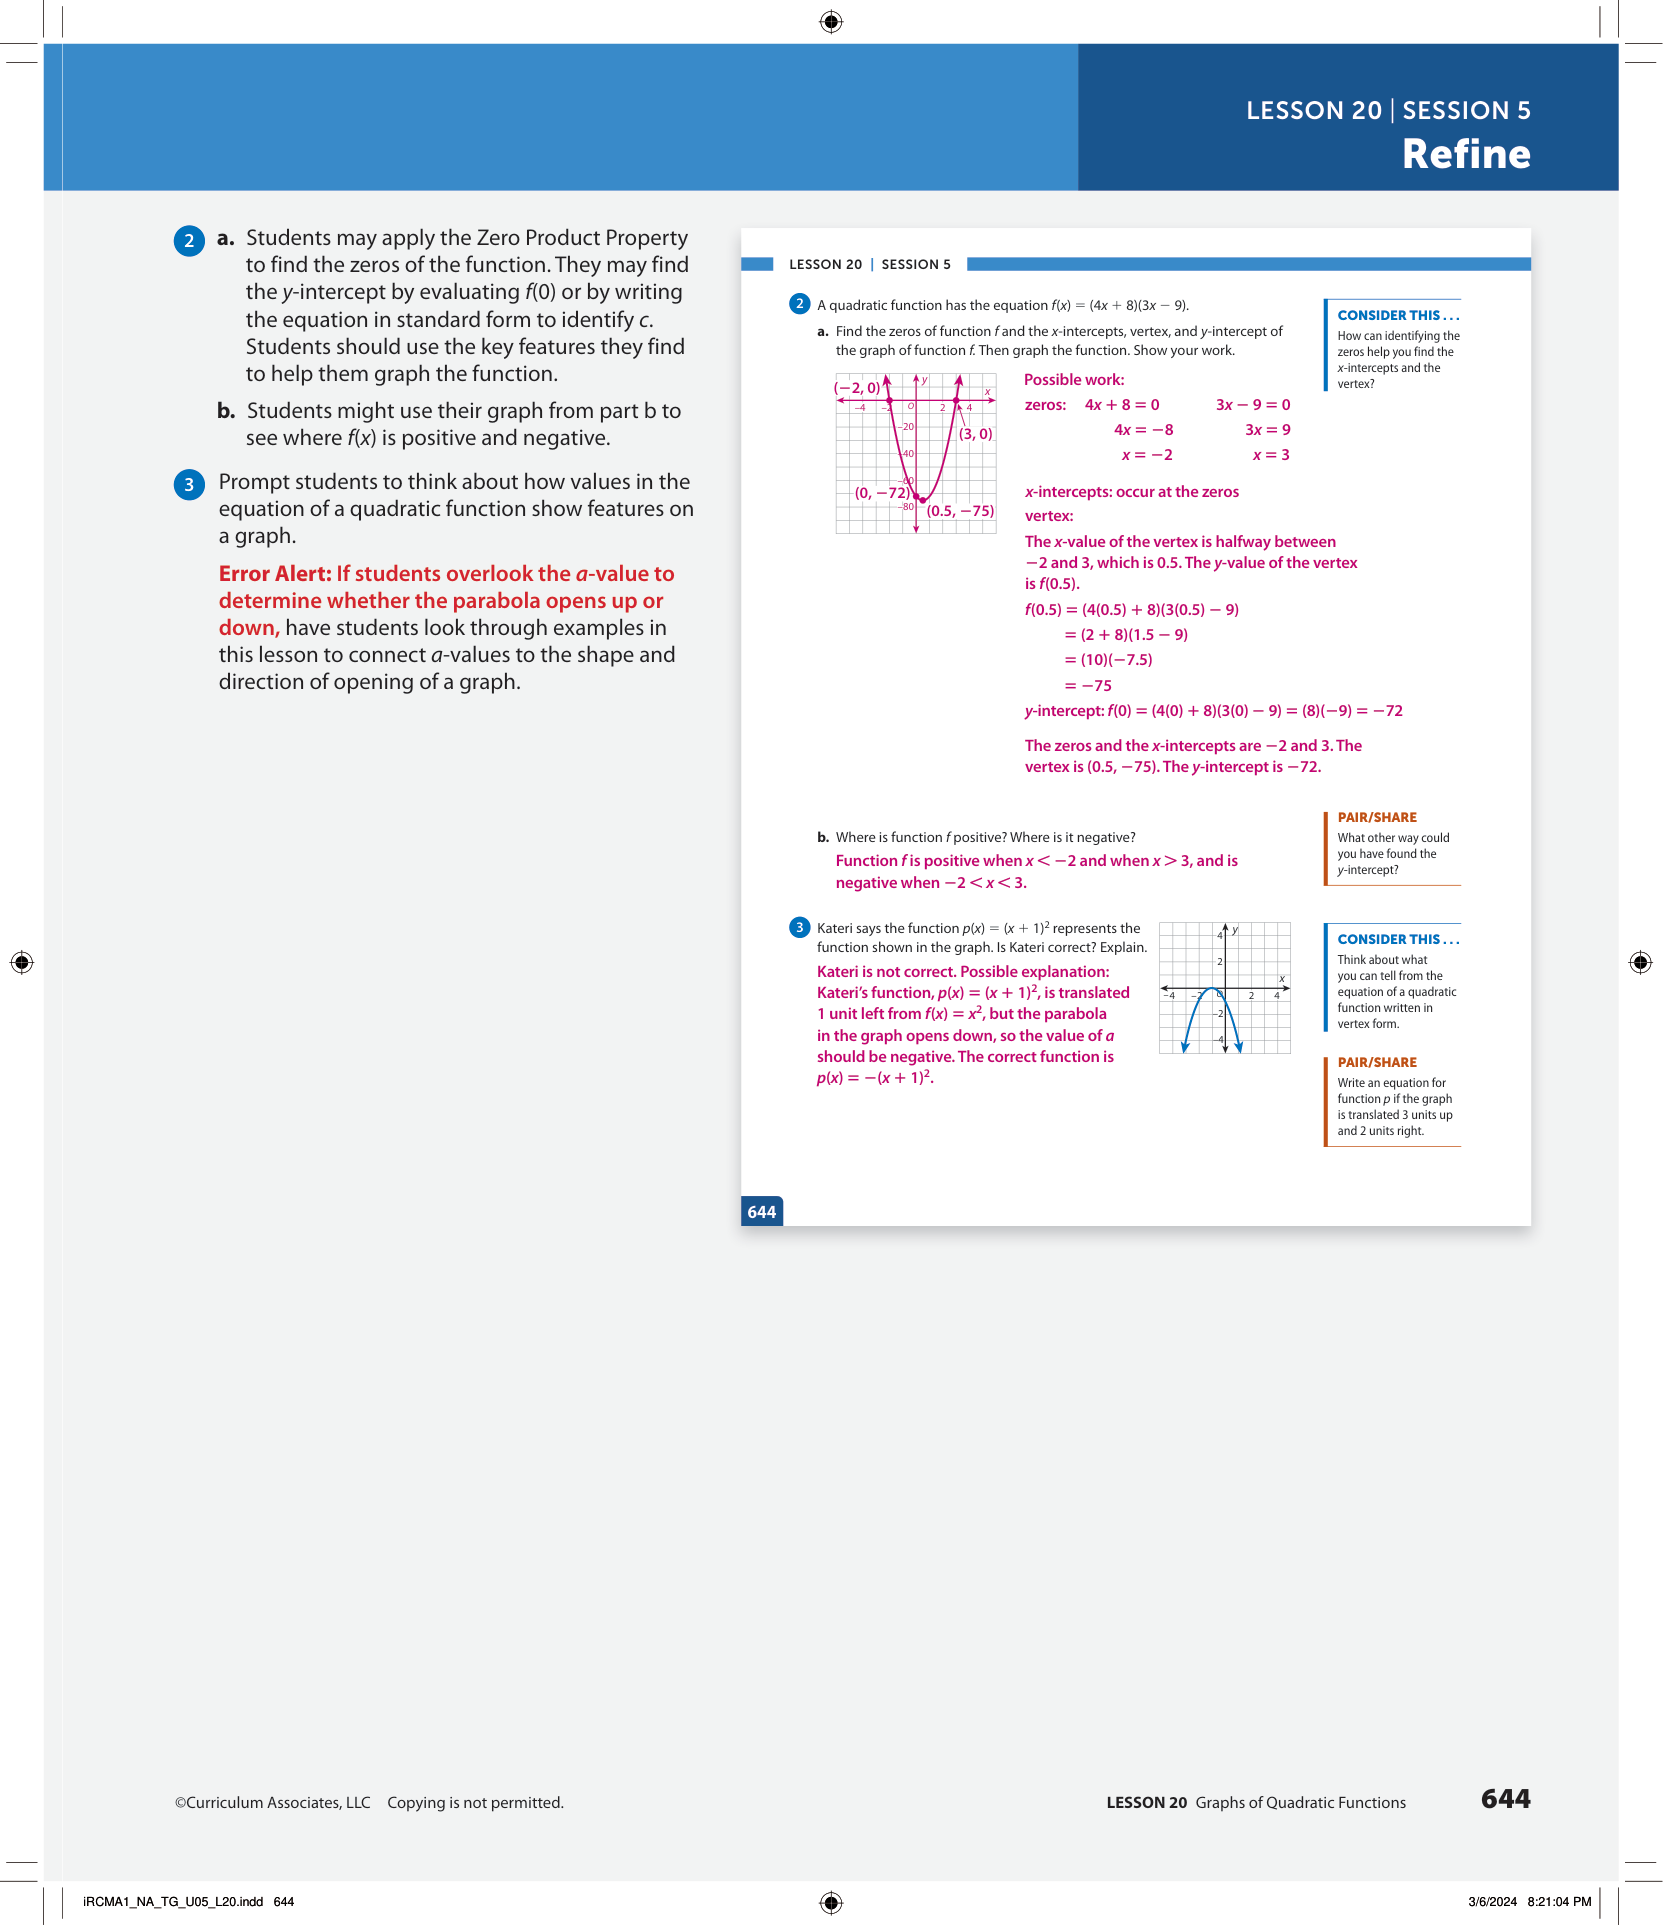 LESSON 20 | SESSION 5
Refine
2 a. Students may apply the Zero Product Property
to find the zeros of the function. They may find
the y-intercept by evaluating f(0) or by writing
the equation in standard form to identify c.
Students should use the key features they find
to help them graph the function.
b. Students might use their graph from part b to
see where f(x) is positive and negative.
3 Prompt students to think about how values in the
equation of a quadratic function show features on
a graph.
Error Alert: If students overlook the a-value to
determine whether the parabola opens up or
down, have students look through examples in
this lesson to connect a-values to the shape and
direction of opening of a graph.
LESSON 20 | SESSION 5
2 A quadratic function has the equation f(x) = (4x + 8)(3x − 9).
a. Find the zeros of function f and the x-intercepts, vertex, and y-intercept of
the graph of function f. Then graph the function. Show your work.
(−2, 0)
y
x
−4 −2 O 2 4
−20
(3, 0)
−40
−60
(0, −72)
−80
(0.5, −75)
Possible work:
zeros: 4x + 8 = 0 3x − 9 = 0
4x = −8 3x = 9
x = −2 x = 3
x-intercepts: occur at the zeros
vertex:
The x-value of the vertex is halfway between
−2 and 3, which is 0.5. The y-value of the vertex
is f(0.5).
f(0.5) = (4(0.5) + 8)(3(0.5) − 9)
= (2 + 8)(1.5 − 9)
= (10)(−7.5)
= −75
y-intercept: f(0) = (4(0) + 8)(3(0) − 9) = (8)(−9) = −72
The zeros and the x-intercepts are −2 and 3. The
vertex is (0.5, −75). The y-intercept is −72.
CONSIDER THIS . . .
How can identifying the
zeros help you find the
x-intercepts and the
vertex?
b. Where is function f positive? Where is it negative?
Function f is positive when x < −2 and when x > 3, and is
negative when −2 < x < 3.
PAIR/SHARE
What other way could
you have found the
y-intercept?
3 Kateri says the function p(x) = (x + 1)² represents the
function shown in the graph. Is Kateri correct? Explain.
Kateri is not correct. Possible explanation:
Kateri's function, p(x) = (x + 1)², is translated
1 unit left from f(x) = x², but the parabola
in the graph opens down, so the value of a
should be negative. The correct function is
p(x) = −(x + 1)².
4 y
2
x
−4 −2 O 2 4
−2
−4
CONSIDER THIS . . .
Think about what
you can tell from the
equation of a quadratic
function written in
vertex form.
PAIR/SHARE
Write an equation for
function p if the graph
is translated 3 units up
and 2 units right.
644
©Curriculum Associates, LLC Copying is not permitted.
LESSON 20 Graphs of Quadratic Functions 644
iRCMA1_NA_TG_U05_L20.indd 644
3/6/2024 8:21:04 PM